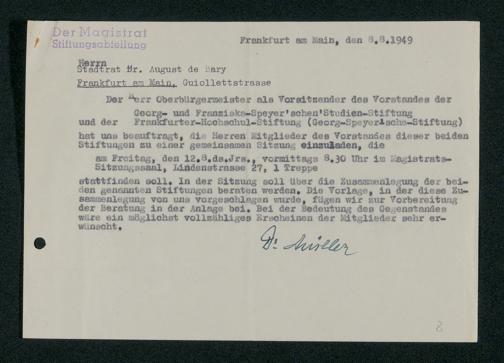 Der Magistrat
Stiftungsabteilung
Frankfurt am Main, den 8.8.1949
Herrn
Stadtrat Dr. August de Bary
Frankfurt am Main, Guiollettstrasse
Der Herr Oberbürgermeister als Vorsitzender des Vorstandes der
Georg- und Franziska-Speyer'schen Studien-Stiftung
und der Frankfurter-Hochschul-Stiftung (Georg-Speyer'sche-Stiftung)
hat uns beauftragt, die Herren Mitglieder des Vorstandes dieser beiden
Stiftungen zu einer gemeinsamen Sitzung einzuladen, die
am Freitag, den 12.8.ds.Jrs., vormittags 8.30 Uhr im Magistrats-
Sitzungssaal, Lindenstrasse 27, 1 Treppe
stattfinden soll. In der Sitzung soll über die Zusammenlegung der bei-
den genannten Stiftungen beraten werden. Die Vorlage, in der diese Zu-
sammenlegung von uns vorgeschlagen wurde, fügen wir zur Vorbereitung
der Beratung in der Anlage bei. Bei der Bedeutung des Gegenstandes
wäre ein möglichst vollzähliges Erscheinen der Mitglieder sehr er-
wünscht.
Dr. Müller
8